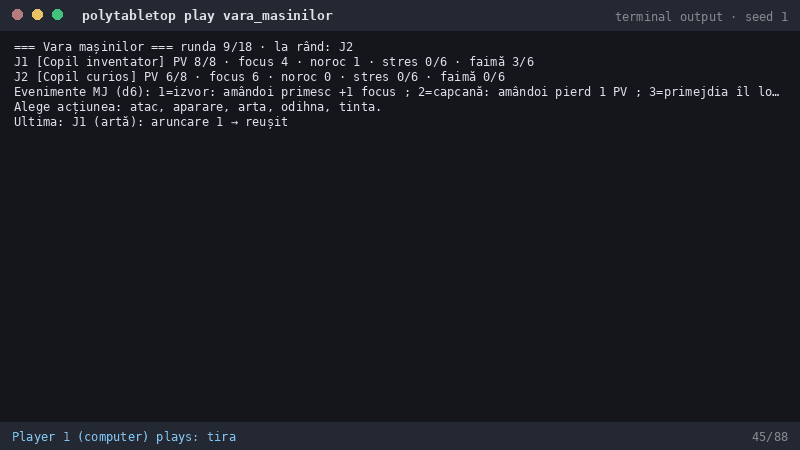 polytabletop play vara_masinilor
terminal output · seed 1
=== Vara mașinilor === runda 9/18 · la rând: J2
J1 [Copil inventator] PV 8/8 · focus 4 · noroc 1 · stres 0/6 · faimă 3/6
J2 [Copil curios] PV 6/8 · focus 6 · noroc 0 · stres 0/6 · faimă 0/6
Evenimente MJ (d6): 1=izvor: amândoi primesc +1 focus ; 2=capcană: amândoi pierd 1 PV ; 3=primejdia îl lo…
Alege acțiunea: atac, aparare, arta, odihna, tinta.
Ultima: J1 (artă): aruncare 1 → reușit
Player 1 (computer) plays: tira
45/88